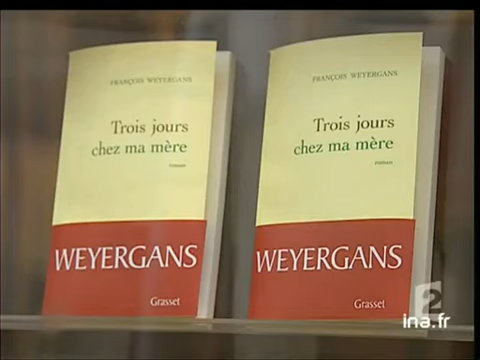 FRANÇOIS WEYERGANS
Trois jours
chez ma mère
roman
WEYERGANS
Grasset
FRANÇOIS WEYERGANS
Trois jours
chez ma mère
roman
WEYERGANS
Grasset
2
ina.fr